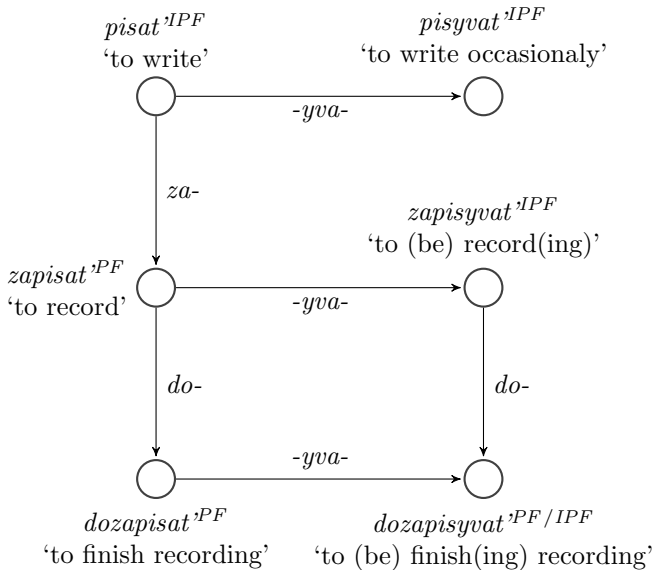 pisat’IPF
‘to write’
pisyvat’IPF
‘to write occasionaly’
-yva-
za-
zapisyvat’IPF
‘to (be) record(ing)’
zapisat’PF
‘to record’
-yva-
do-
do-
-yva-
dozapisat’PF
‘to finish recording’
dozapisyvat’PF/IPF
‘to (be) finish(ing) recording’